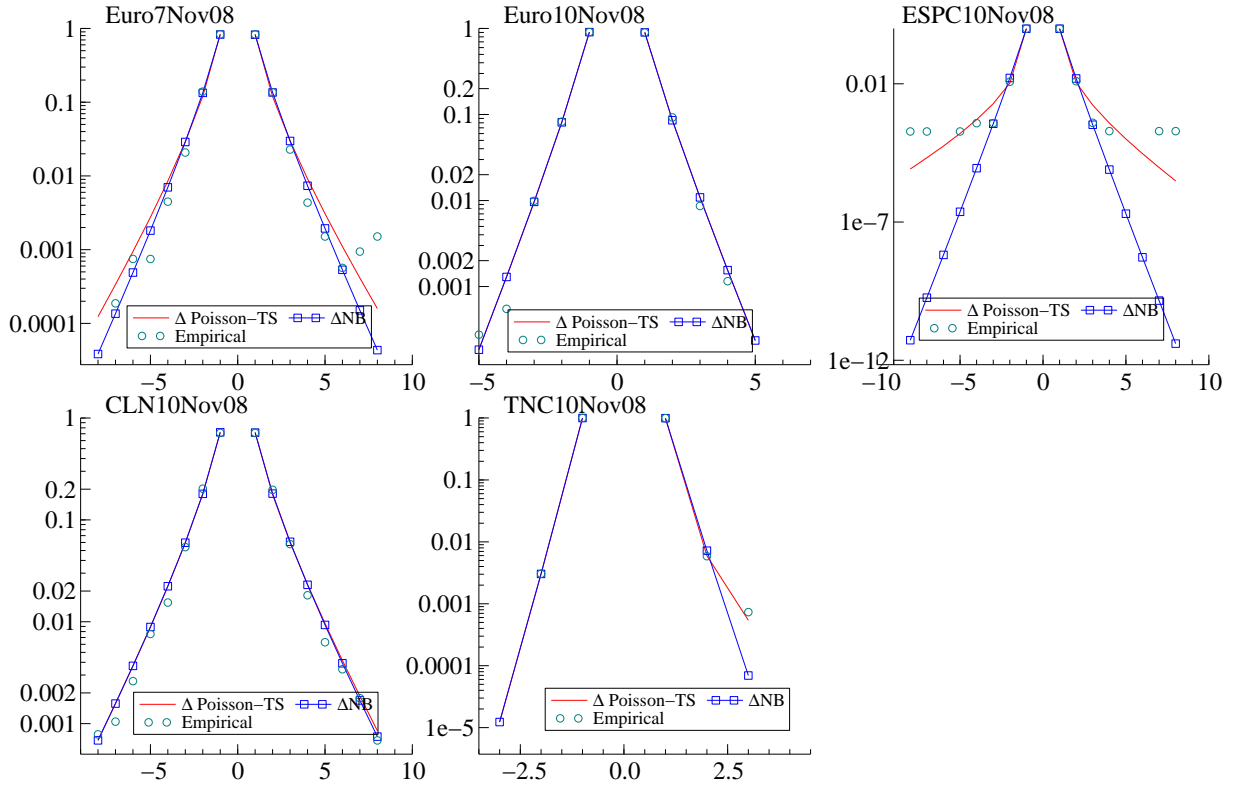 Euro7Nov08
1
0.1
0.01
0.001
0.0001
−5 0 5 10
Δ Poisson−TS ΔNB
Empirical
Euro10Nov08
1
0.2
0.1
0.02
0.01
0.002
0.001
−5 0 5
Δ Poisson−TS ΔNB
Empirical
ESPC10Nov08
0.01
1e−7
1e−12
−10 −5 0 5 10
Δ Poisson−TS ΔNB
Empirical
CLN10Nov08
1
0.2
0.1
0.02
0.01
0.002
0.001
−5 0 5 10
Δ Poisson−TS ΔNB
Empirical
TNC10Nov08
1
0.1
0.01
0.001
0.0001
1e−5
−2.5 0.0 2.5
Δ Poisson−TS ΔNB
Empirical